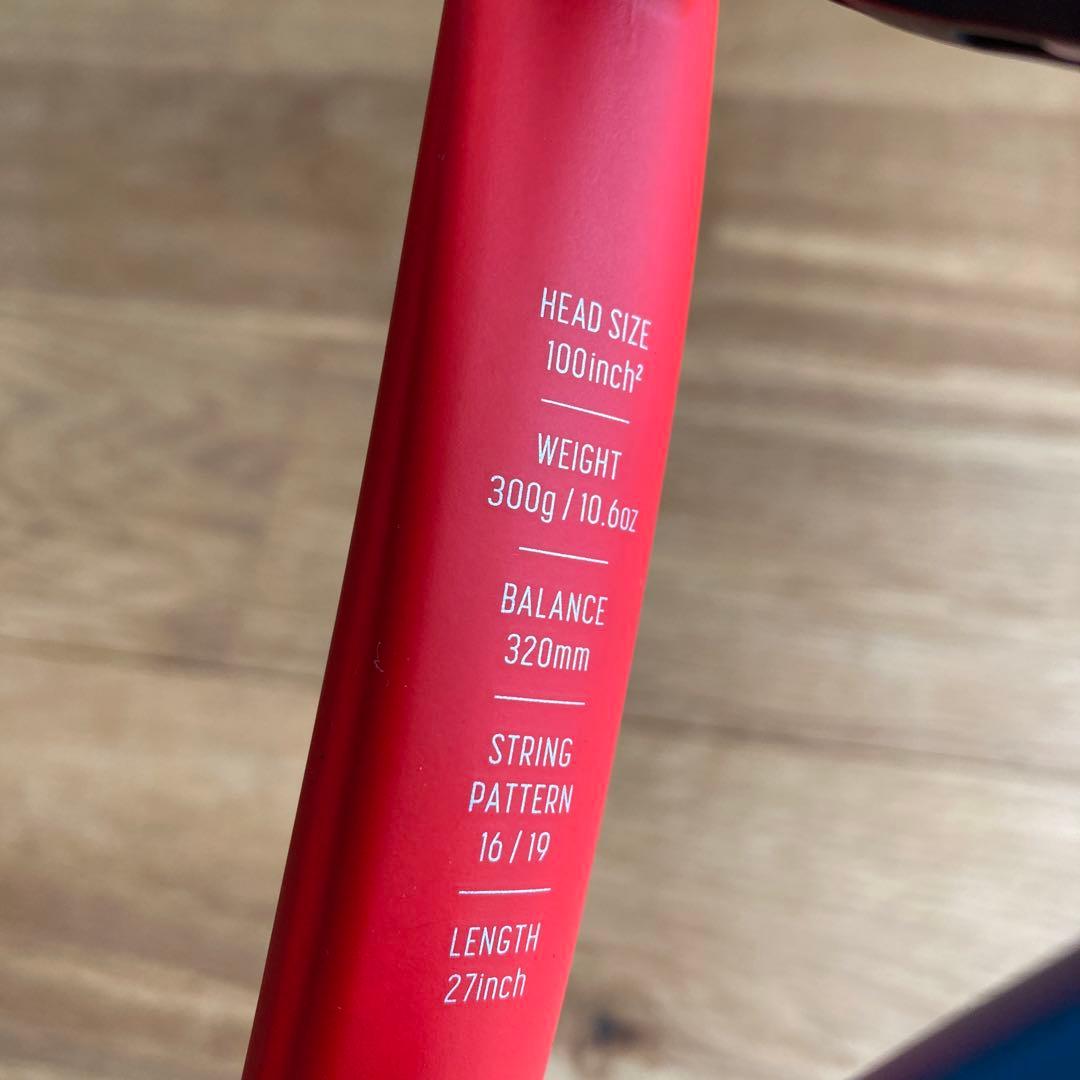 HEAD SIZE
100inch²
WEIGHT
300g / 10.6oz
BALANCE
320mm
STRING
PATTERN
16 / 19
LENGTH
27inch